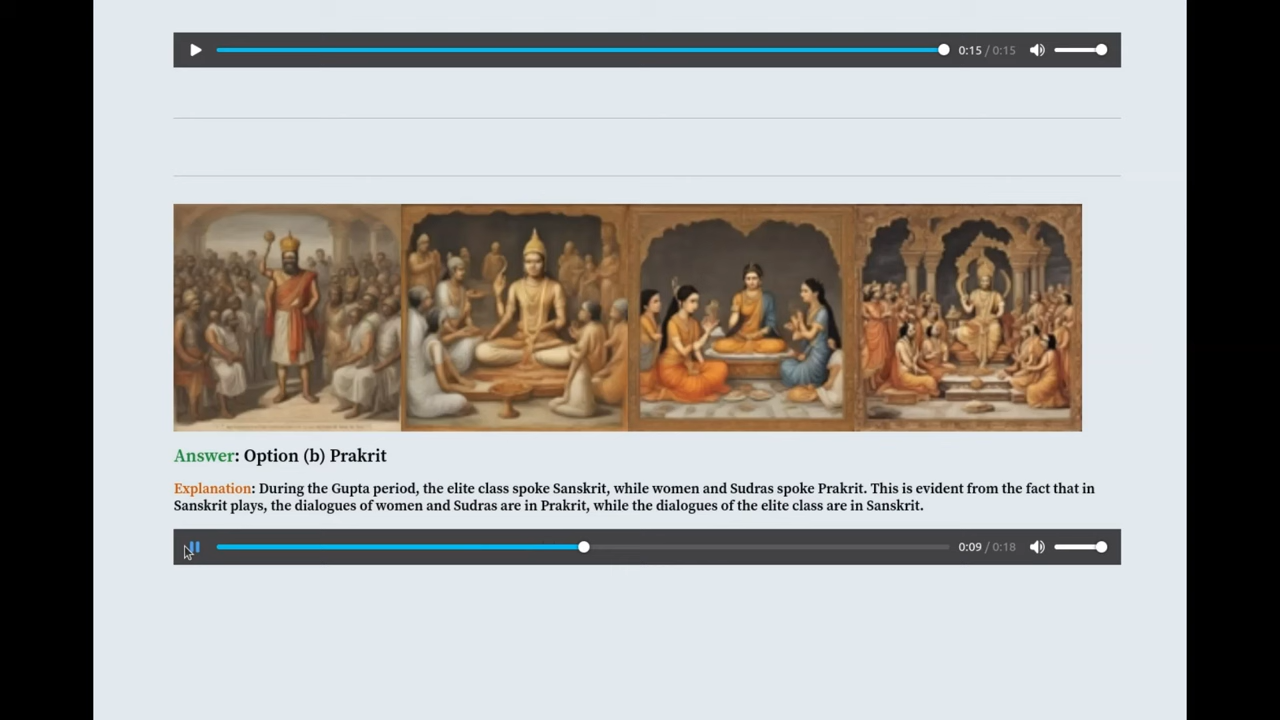 0:15 / 0:15
Answer: Option (b) Prakrit
Explanation: During the Gupta period, the elite class spoke Sanskrit, while women and Sudras spoke Prakrit. This is evident from the fact that in
Sanskrit plays, the dialogues of women and Sudras are in Prakrit, while the dialogues of the elite class are in Sanskrit.
0:09 / 0:18